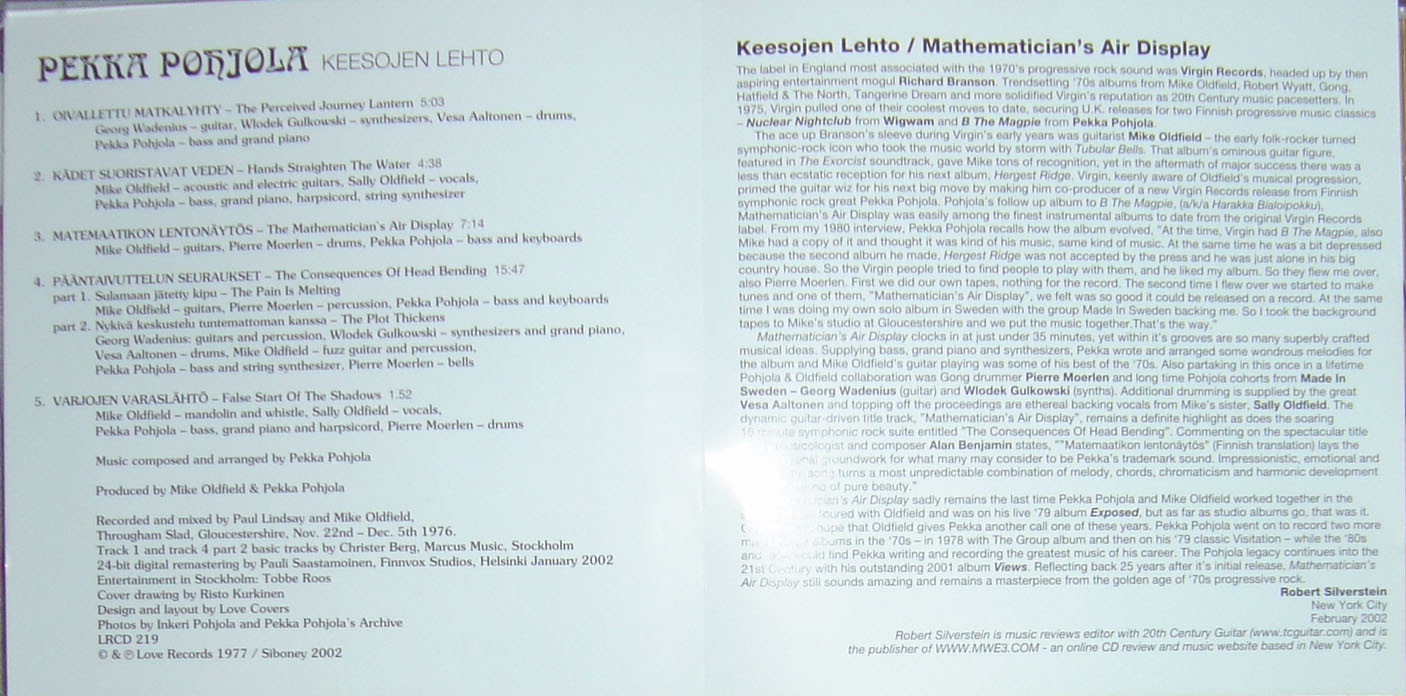 PEKKA POHJOLA KEESOJEN LEHTO
1. OIVALLETTU MATKALYHTY – The Perceived Journey Lantern 5:03
Georg Wadenius – guitar, Wlodek Gulkowski – synthesizers, Vesa Aaltonen – drums,
Pekka Pohjola – bass and grand piano
2. KÄDET SUORISTAVAT VEDEN – Hands Straighten The Water 4:38
Mike Oldfield – acoustic and electric guitars, Sally Oldfield – vocals,
Pekka Pohjola – bass, grand piano, harpsicord, string synthesizer
3. MATEMAATIKON LENTONÄYTÖS – The Mathematician's Air Display 7:14
Mike Oldfield – guitars, Pierre Moerlen – drums, Pekka Pohjola – bass and keyboards
4. PÄÄNTAIVUTTELUN SEURAUKSET – The Consequences Of Head Bending 15:47
part 1. Sulamaan jätetty kipu – The Pain Is Melting
Mike Oldfield – guitars, Pierre Moerlen – percussion, Pekka Pohjola – bass and keyboards
part 2. Nykivä keskustelu tuntemattoman kanssa – The Plot Thickens
Georg Wadenius: guitars and percussion, Wlodek Gulkowski – synthesizers and grand piano,
Vesa Aaltonen – drums, Mike Oldfield – fuzz guitar and percussion,
Pekka Pohjola – bass and string synthesizer, Pierre Moerlen – bells
5. VARJOJEN VARASLÄHTÖ – False Start Of The Shadows 1.52
Mike Oldfield – mandolin and whistle, Sally Oldfield – vocals,
Pekka Pohjola – bass, grand piano and harpsicord, Pierre Moerlen – drums
Music composed and arranged by Pekka Pohjola
Produced by Mike Oldfield & Pekka Pohjola
Recorded and mixed by Paul Lindsay and Mike Oldfield,
Througham Slad, Gloucestershire, Nov. 22nd – Dec. 5th 1976.
Track 1 and track 4 part 2 basic tracks by Christer Berg, Marcus Music, Stockholm
24-bit digital remastering by Pauli Saastamoinen, Finnvox Studios, Helsinki January 2002
Entertainment in Stockholm: Tobbe Roos
Cover drawing by Risto Kurkinen
Design and layout by Love Covers
Photos by Inkeri Pohjola and Pekka Pohjola's Archive
LRCD 219
© & ℗ Love Records 1977 / Siboney 2002
Keesojen Lehto / Mathematician's Air Display
The label in England most associated with the 1970's progressive rock sound was Virgin Records, headed up by then
aspiring entertainment mogul Richard Branson. Trendsetting '70s albums from Mike Oldfield, Robert Wyatt, Gong,
Hatfield & The North, Tangerine Dream and more solidified Virgin's reputation as 20th Century music pacesetters. In
1975, Virgin pulled one of their coolest moves to date, securing U.K. releases for two Finnish progressive music classics
– Nuclear Nightclub from Wigwam and B The Magpie from Pekka Pohjola.
The ace up Branson's sleeve during Virgin's early years was guitarist Mike Oldfield – the early folk-rocker turned
symphonic-rock icon who took the music world by storm with Tubular Bells. That album's ominous guitar figure,
featured in The Exorcist soundtrack, gave Mike tons of recognition, yet in the aftermath of major success there was a
less than ecstatic reception for his next album, Hergest Ridge. Virgin, keenly aware of Oldfield's musical progression,
primed the guitar wiz for his next big move by making him co-producer of a new Virgin Records release from Finnish
symphonic rock great Pekka Pohjola. Pohjola's follow up album to B The Magpie, (a/k/a Harakka Bialoipokku),
Mathematician's Air Display was easily among the finest instrumental albums to date from the original Virgin Records
label. From my 1980 interview, Pekka Pohjola recalls how the album evolved, "At the time, Virgin had B The Magpie, also
Mike had a copy of it and thought it was kind of his music, same kind of music. At the same time he was a bit depressed
because the second album he made, Hergest Ridge was not accepted by the press and he was just alone in his big
country house. So the Virgin people tried to find people to play with them, and he liked my album. So they flew me over,
also Pierre Moerlen. First we did our own tapes, nothing for the record. The second time I flew over we started to make
tunes and one of them, "Mathematician's Air Display", we felt was so good it could be released on a record. At the same
time I was doing my own solo album in Sweden with the group Made In Sweden backing me. So I took the background
tapes to Mike's studio at Gloucestershire and we put the music together.That's the way."
Mathematician's Air Display clocks in at just under 35 minutes, yet within it's grooves are so many superbly crafted
musical ideas. Supplying bass, grand piano and synthesizers, Pekka wrote and arranged some wondrous melodies for
the album and Mike Oldfield's guitar playing was some of his best of the '70s. Also partaking in this once in a lifetime
Pohjola & Oldfield collaboration was Gong drummer Pierre Moerlen and long time Pohjola cohorts from Made In
Sweden – Georg Wadenius (guitar) and Wlodek Gulkowski (synths). Additional drumming is supplied by the great
Vesa Aaltonen and topping off the proceedings are ethereal backing vocals from Mike's sister, Sally Oldfield. The
dynamic guitar-driven title track, "Mathematician's Air Display", remains a definite highlight as does the soaring
16 minute symphonic rock suite entitled "The Consequences Of Head Bending". Commenting on the spectacular title
musicologist and composer Alan Benjamin states, ""Matemaatikon lentonäytös" (Finnish translation) lays the
groundwork for what many may consider to be Pekka's trademark sound. Impressionistic, emotional and
song turns a most unpredictable combination of melody, chords, chromaticism and harmonic development
of pure beauty."
Air Display sadly remains the last time Pekka Pohjola and Mike Oldfield worked together in the
toured with Oldfield and was on his live '79 album Exposed, but as far as studio albums go, that was it.
hope that Oldfield gives Pekka another call one of these years. Pekka Pohjola went on to record two more
albums in the '70s – in 1978 with The Group album and then on his '79 classic Visitation – while the '80s
and would find Pekka writing and recording the greatest music of his career. The Pohjola legacy continues into the
21st Century with his outstanding 2001 album Views. Reflecting back 25 years after it's initial release, Mathematician's
Air Display still sounds amazing and remains a masterpiece from the golden age of '70s progressive rock.
Robert Silverstein
New York City
February 2002
Robert Silverstein is music reviews editor with 20th Century Guitar (www.tcguitar.com) and is
the publisher of WWW.MWE3.COM - an online CD review and music website based in New York City.